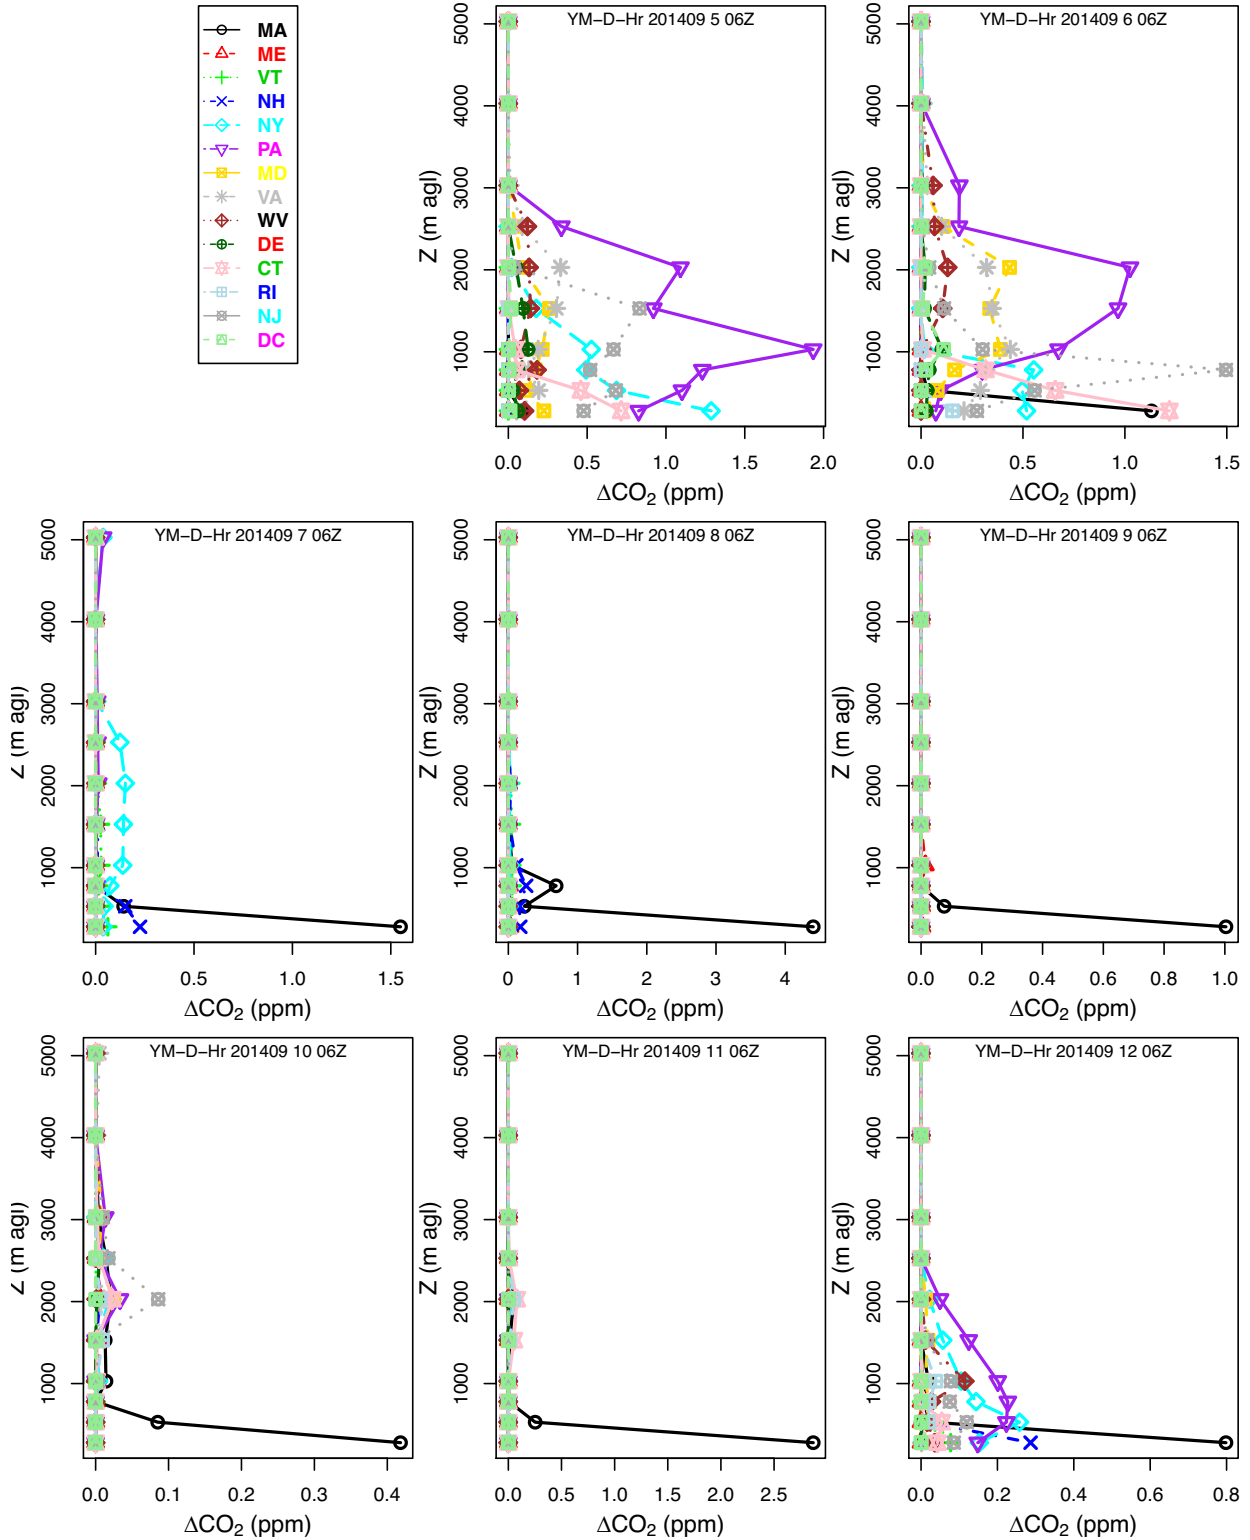 MA
ME
VT
NH
NY
PA
MD
VA
WV
DE
CT
RI
NJ
DC
YM−D−Hr 201409 5 06Z
Z (m agl)
1000 2000 3000 4000 5000
0.0 0.5 1.0 1.5 2.0
ΔCO₂ (ppm)
YM−D−Hr 201409 6 06Z
Z (m agl)
1000 2000 3000 4000 5000
0.0 0.5 1.0 1.5
ΔCO₂ (ppm)
YM−D−Hr 201409 7 06Z
Z (m agl)
1000 2000 3000 4000 5000
0.0 0.5 1.0 1.5
ΔCO₂ (ppm)
YM−D−Hr 201409 8 06Z
Z (m agl)
1000 2000 3000 4000 5000
0 1 2 3 4
ΔCO₂ (ppm)
YM−D−Hr 201409 9 06Z
Z (m agl)
1000 2000 3000 4000 5000
0.0 0.2 0.4 0.6 0.8 1.0
ΔCO₂ (ppm)
YM−D−Hr 201409 10 06Z
Z (m agl)
1000 2000 3000 4000 5000
0.0 0.1 0.2 0.3 0.4
ΔCO₂ (ppm)
YM−D−Hr 201409 11 06Z
Z (m agl)
1000 2000 3000 4000 5000
0.0 0.5 1.0 1.5 2.0 2.5
ΔCO₂ (ppm)
YM−D−Hr 201409 12 06Z
Z (m agl)
1000 2000 3000 4000 5000
0.0 0.2 0.4 0.6 0.8
ΔCO₂ (ppm)